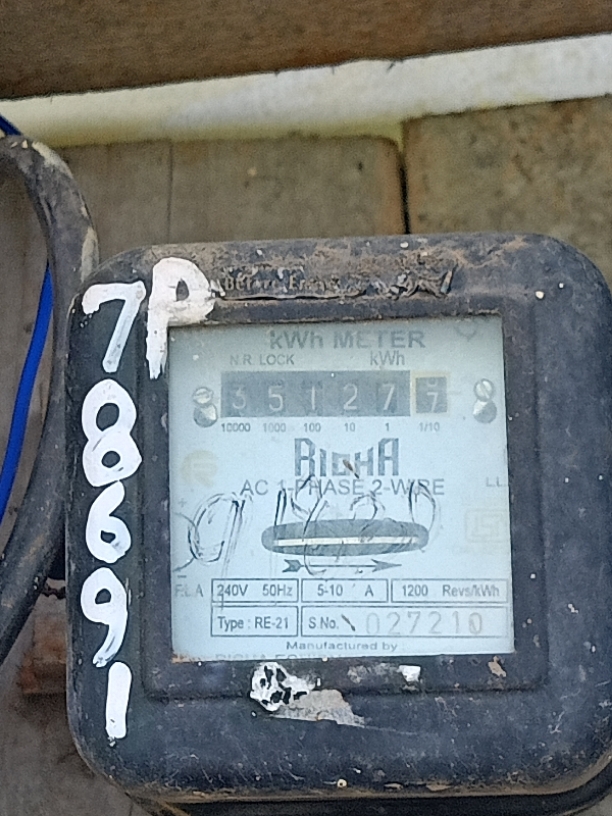 7P
78691
kWh METER
N.R. LOCK kWh
3 5 1 2 7 7
10000 1000 100 10 1 1/10
RIGHA
AC 1-PHASE 2-WIRE
240V 50Hz 5-10 A 1200 Revs/kWh
Type : RE-21 S No. 027210
Manufactured by